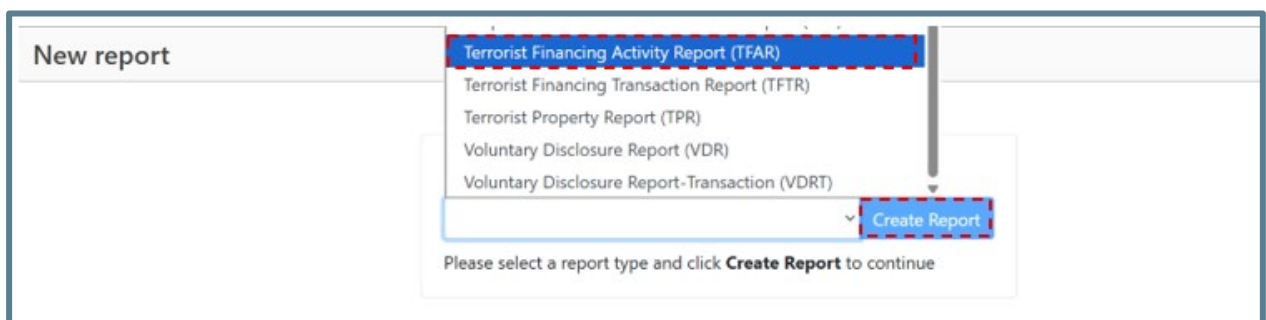 New report
Terrorist Financing Activity Report (TFAR)
Terrorist Financing Transaction Report (TFTR)
Terrorist Property Report (TPR)
Voluntary Disclosure Report (VDR)
Voluntary Disclosure Report-Transaction (VDRT)
Create Report
Please select a report type and click Create Report to continue